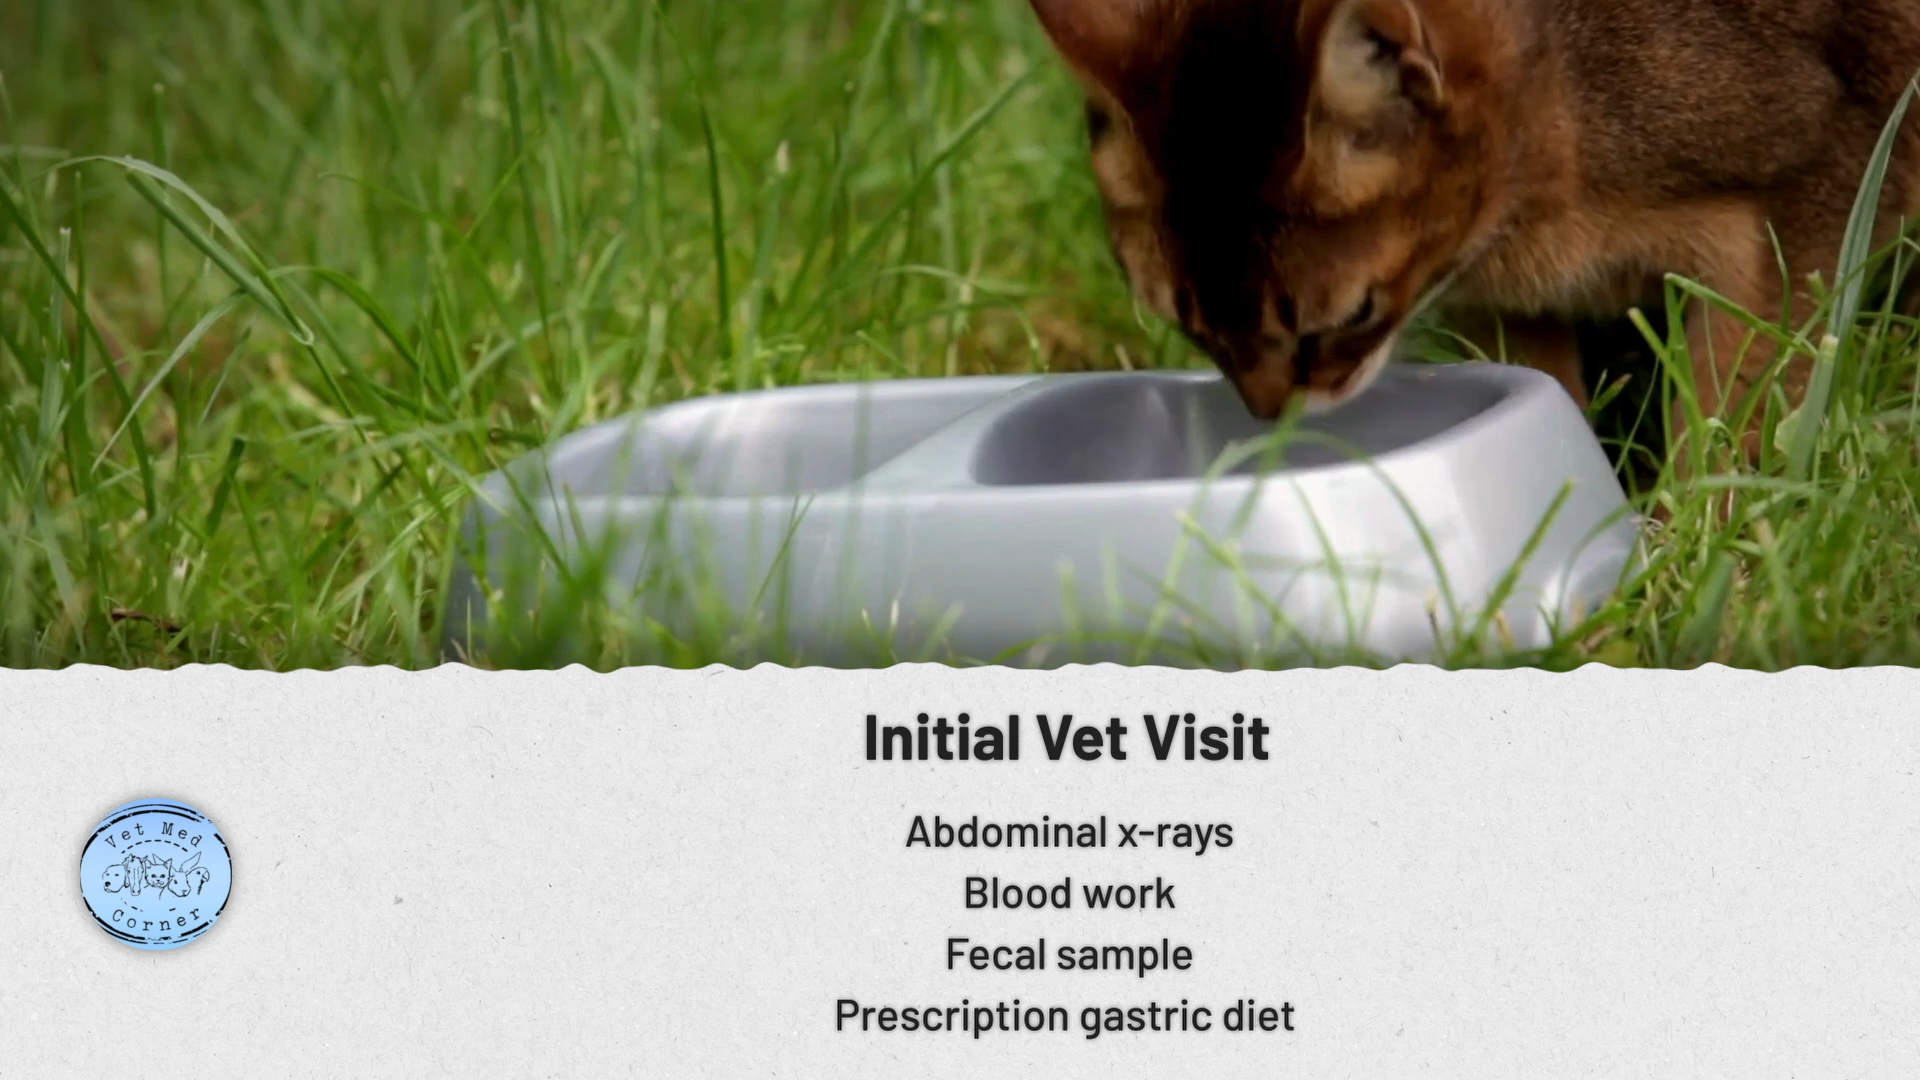 Initial Vet Visit
Abdominal x-rays
Blood work
Fecal sample
Prescription gastric diet
Vet Med
Corner